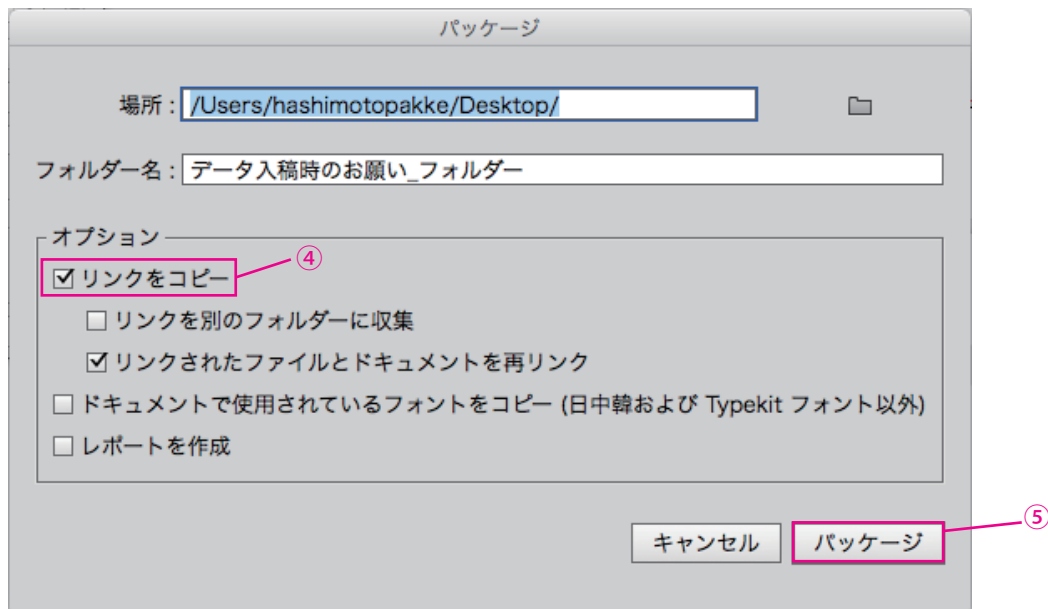 パッケージ
場所 : /Users/hashimotopakke/Desktop/
フォルダー名 : データ入稿時のお願い_フォルダー
オプション
④
リンクをコピー
リンクを別のフォルダーに収集
リンクされたファイルとドキュメントを再リンク
ドキュメントで使用されているフォントをコピー (日中韓および Typekit フォント以外)
レポートを作成
⑤
キャンセル パッケージ